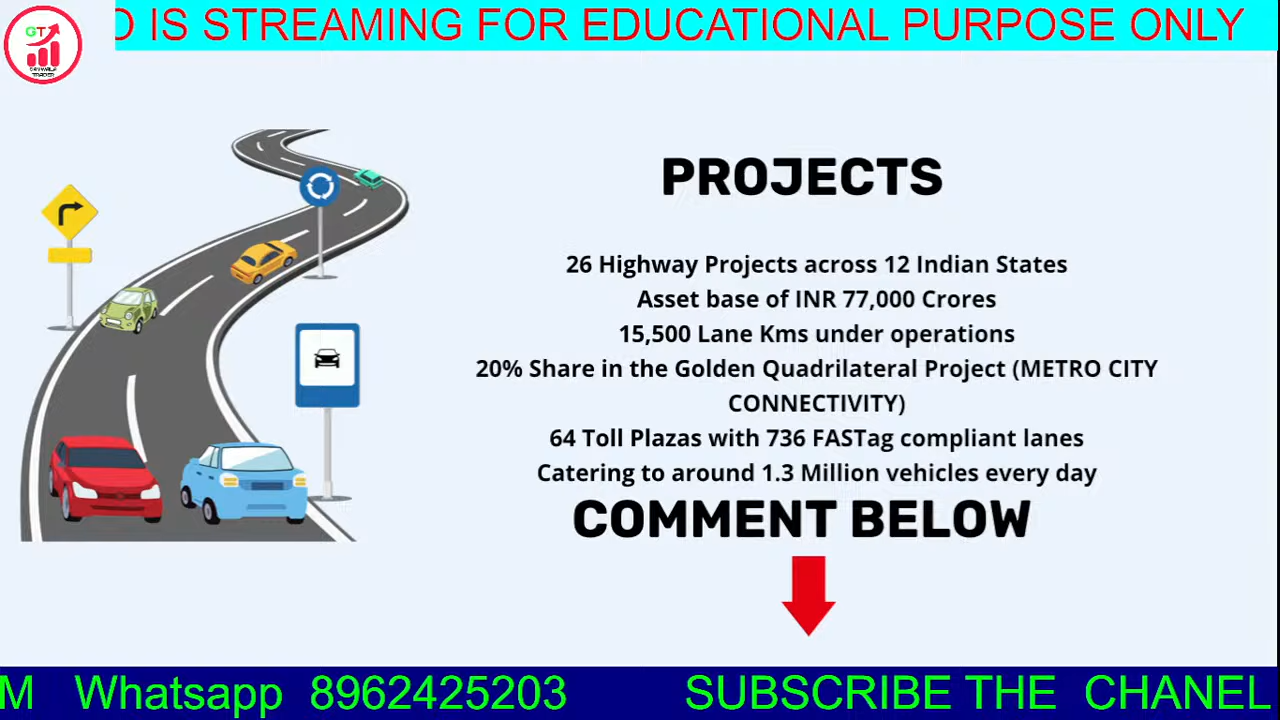 O IS STREAMING FOR EDUCATIONAL PURPOSE ONLY
GT
PROJECTS
26 Highway Projects across 12 Indian States
Asset base of INR 77,000 Crores
15,500 Lane Kms under operations
20% Share in the Golden Quadrilateral Project (METRO CITY
CONNECTIVITY)
64 Toll Plazas with 736 FASTag compliant lanes
Catering to around 1.3 Million vehicles every day
COMMENT BELOW
M Whatsapp 8962425203 SUBSCRIBE THE CHANEL